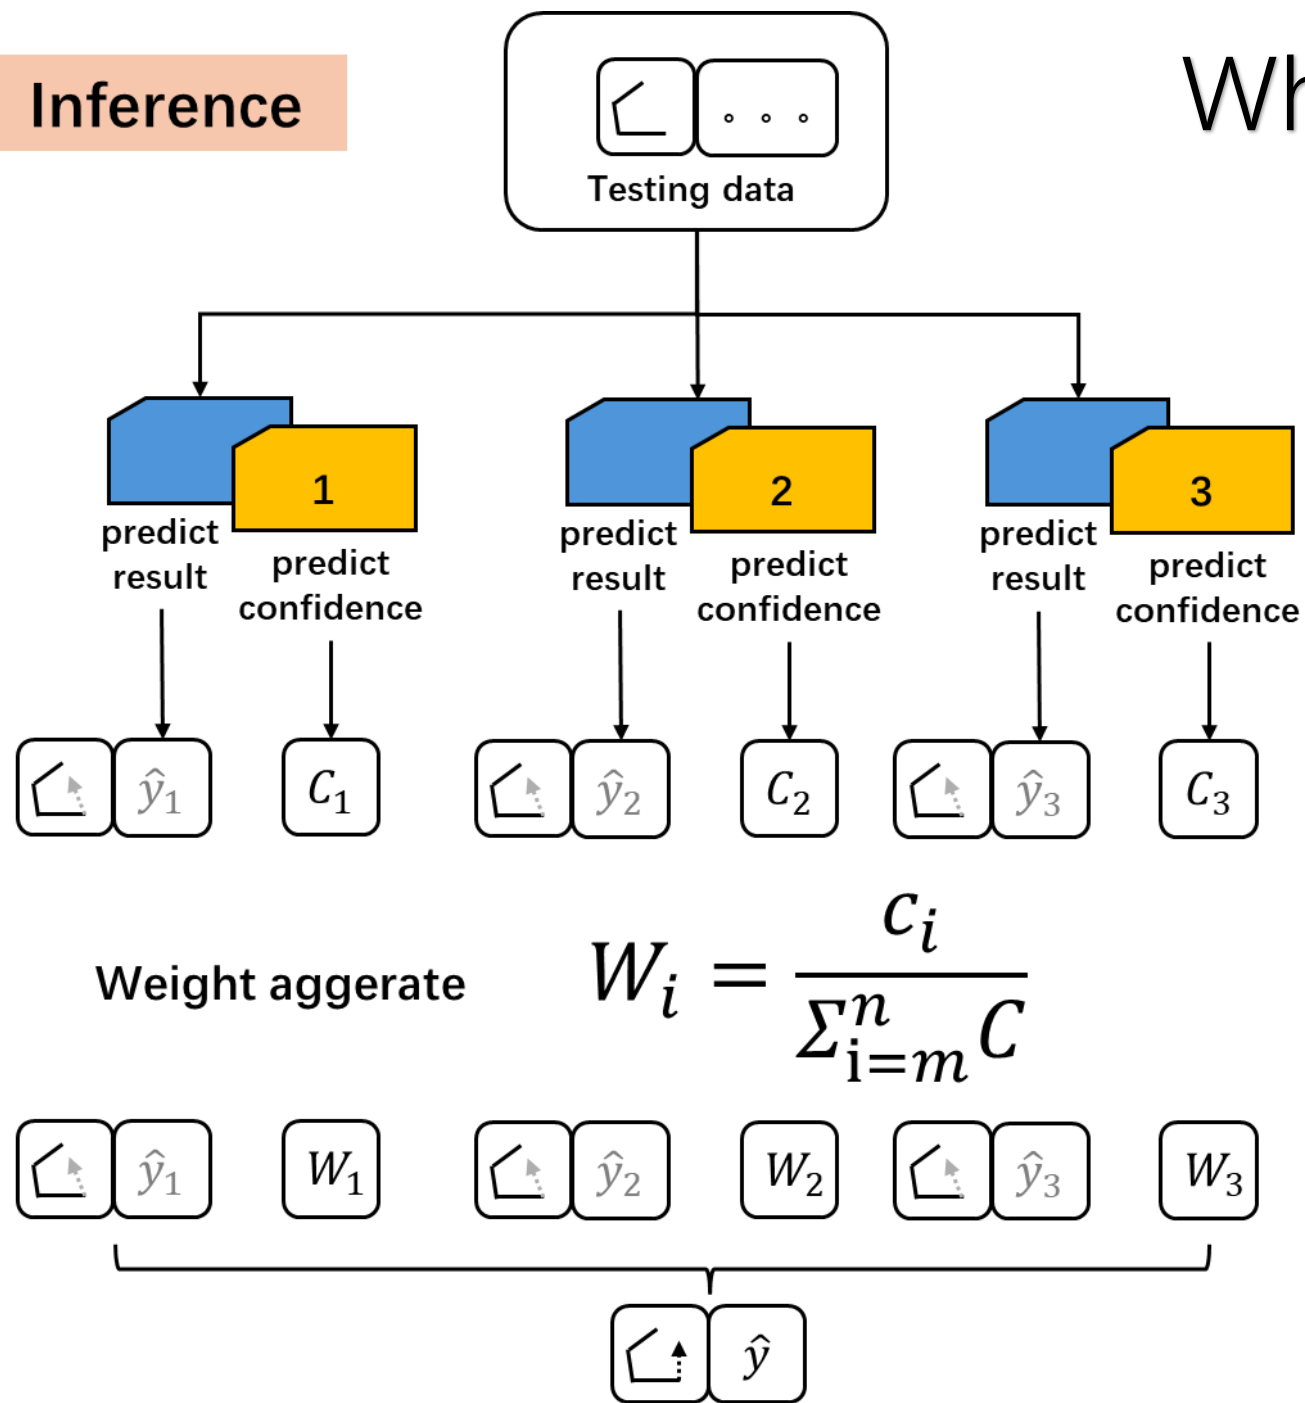 Inference
Wh
Testing data
1
2
3
predict
result
predict
confidence
predict
result
predict
confidence
predict
result
predict
confidence
ŷ₁
C₁
ŷ₂
C₂
ŷ₃
C₃
Weight aggerate
Wᵢ = cᵢ / Σⁿᵢ₌ₘ C
ŷ₁
W₁
ŷ₂
W₂
ŷ₃
W₃
ŷ